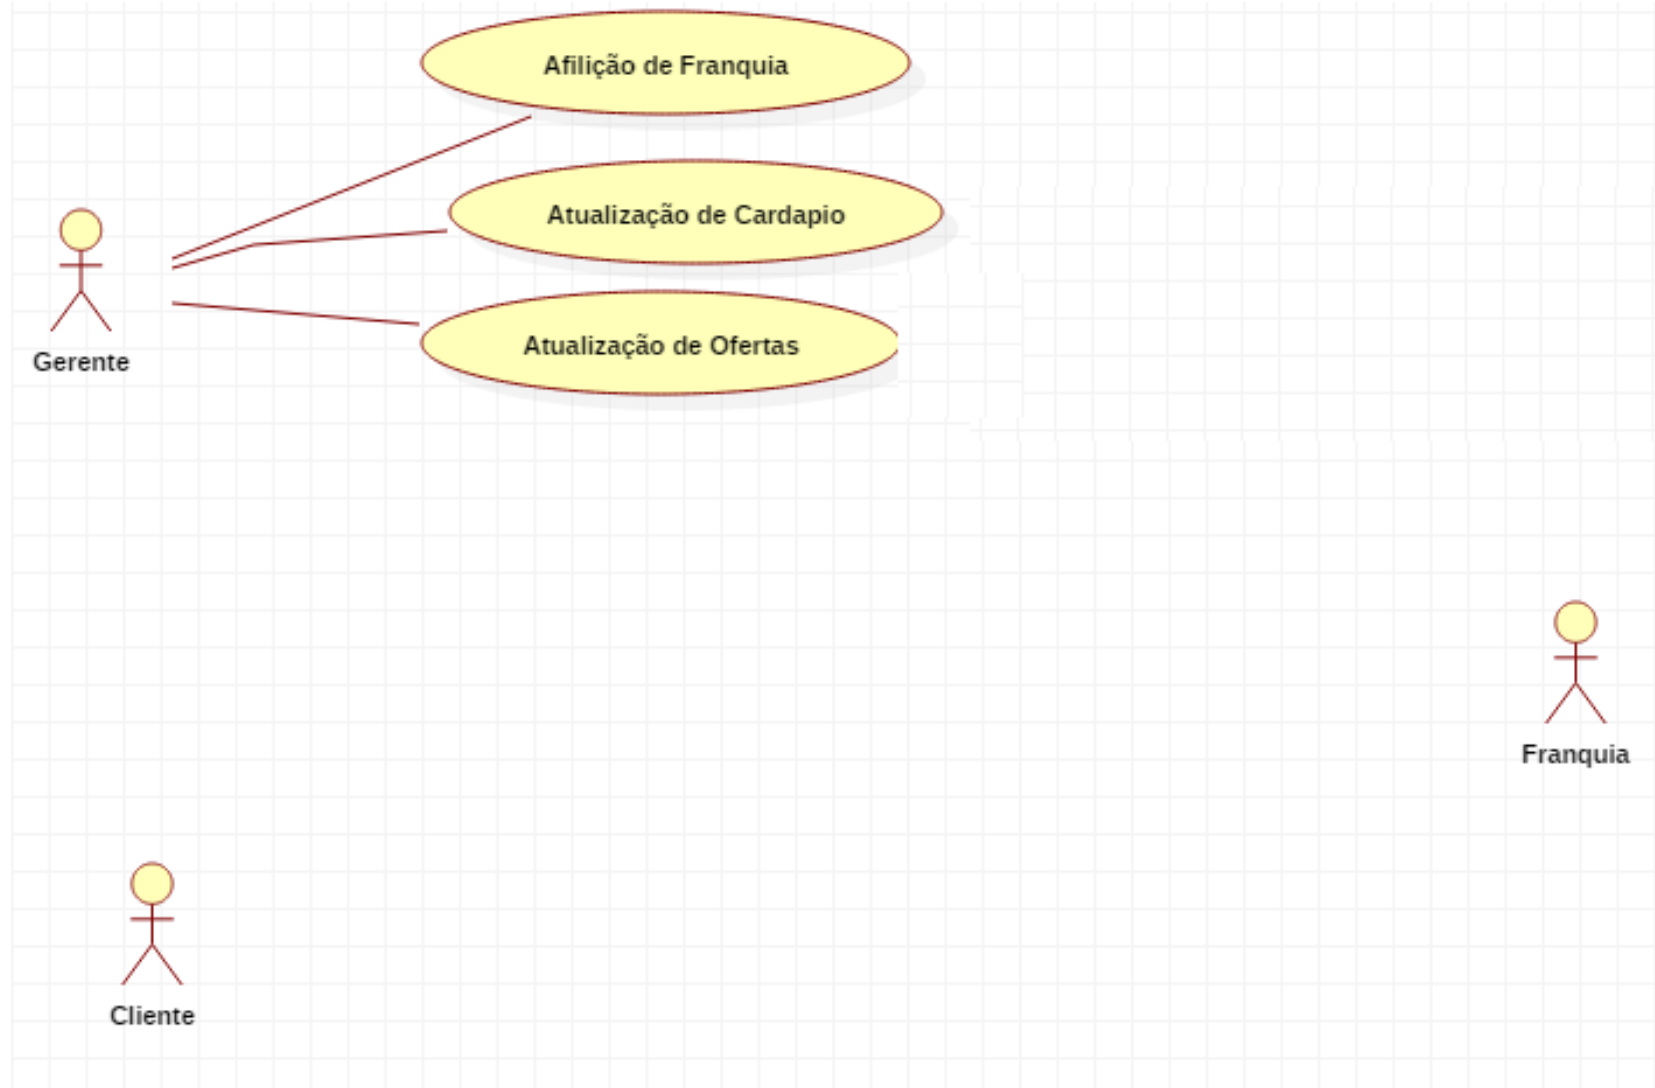 Afilição de Franquia
Atualização de Cardapio
Atualização de Ofertas
Gerente
Franquia
Cliente